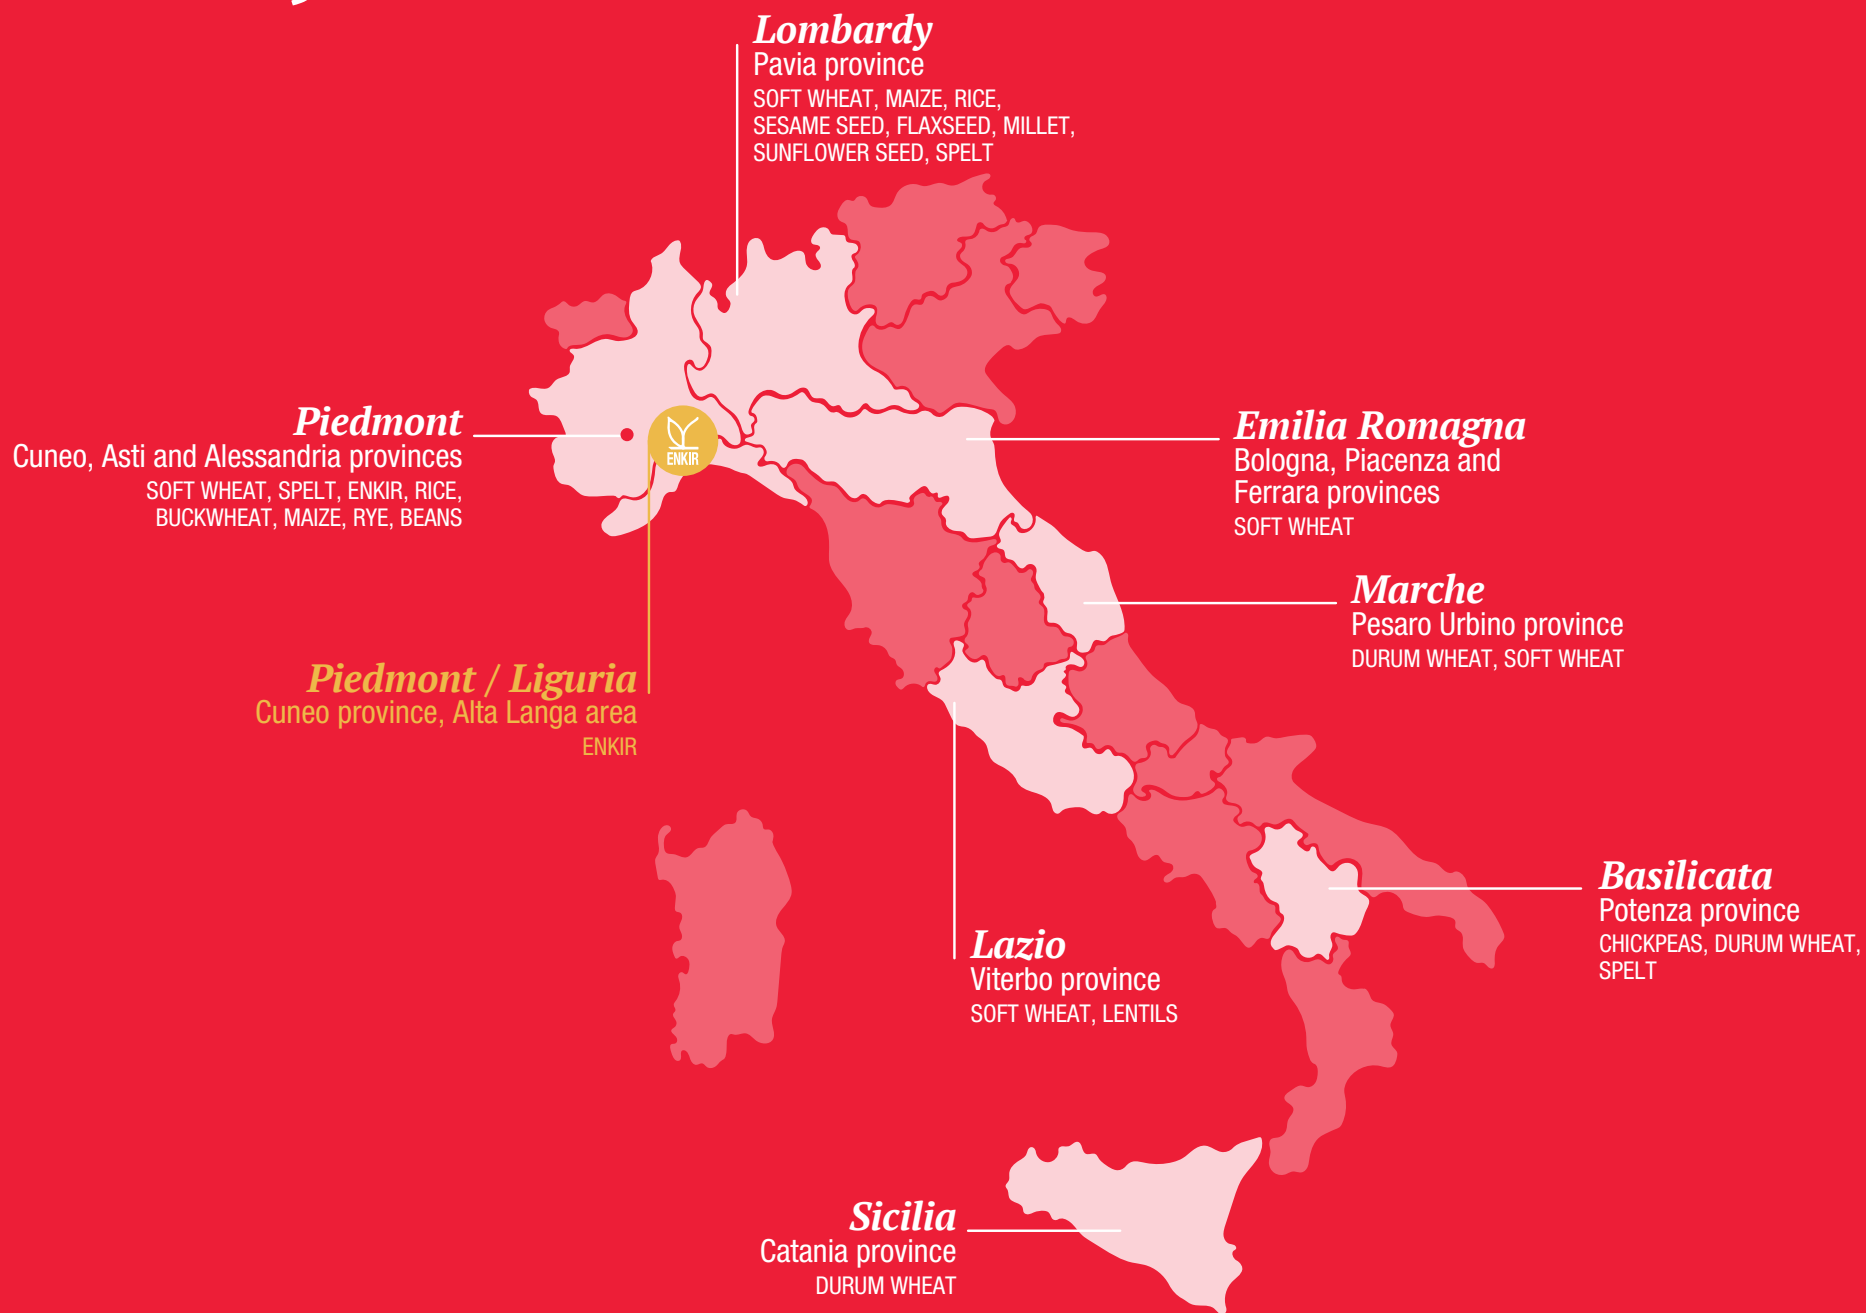 Lombardy
Pavia province
SOFT WHEAT, MAIZE, RICE,
SESAME SEED, FLAXSEED, MILLET,
SUNFLOWER SEED, SPELT
Piedmont
Cuneo, Asti and Alessandria provinces
SOFT WHEAT, SPELT, ENKIR, RICE,
BUCKWHEAT, MAIZE, RYE, BEANS
ENKIR
Emilia Romagna
Bologna, Piacenza and
Ferrara provinces
SOFT WHEAT
Marche
Pesaro Urbino province
DURUM WHEAT, SOFT WHEAT
Piedmont / Liguria
Cuneo province, Alta Langa area
ENKIR
Basilicata
Potenza province
CHICKPEAS, DURUM WHEAT,
SPELT
Lazio
Viterbo province
SOFT WHEAT, LENTILS
Sicilia
Catania province
DURUM WHEAT